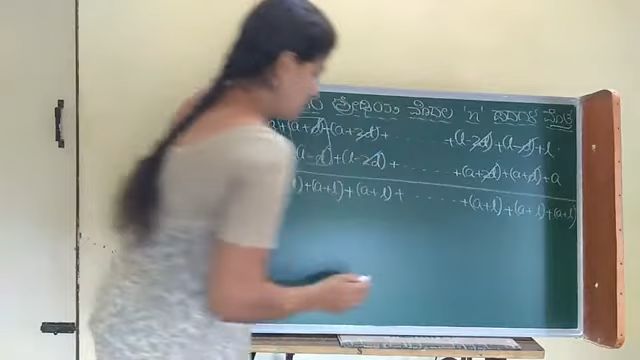 ಶ್ರೇಢಿಯ ಮೊದಲ 'n' ಪದಗಳ ಮೊತ್ತ
+(a+d)+(a+2d)+ . . . . . . +(l-2d)+(l-d)+l
(l-d)+(l-2d)+ . . . . . . +(a+2d)+(a+d)+a
+(a+l)+(a+l)+ . . . . . . +(a+l)+(a+l)+(a+l)